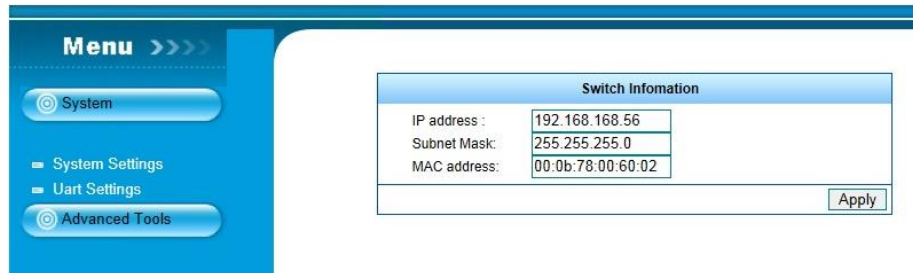 Menu >>>>
System
System Settings
Uart Settings
Advanced Tools
Switch Infomation
IP address : 192.168.168.56
Subnet Mask: 255.255.255.0
MAC address: 00:0b:78:00:60:02
Apply